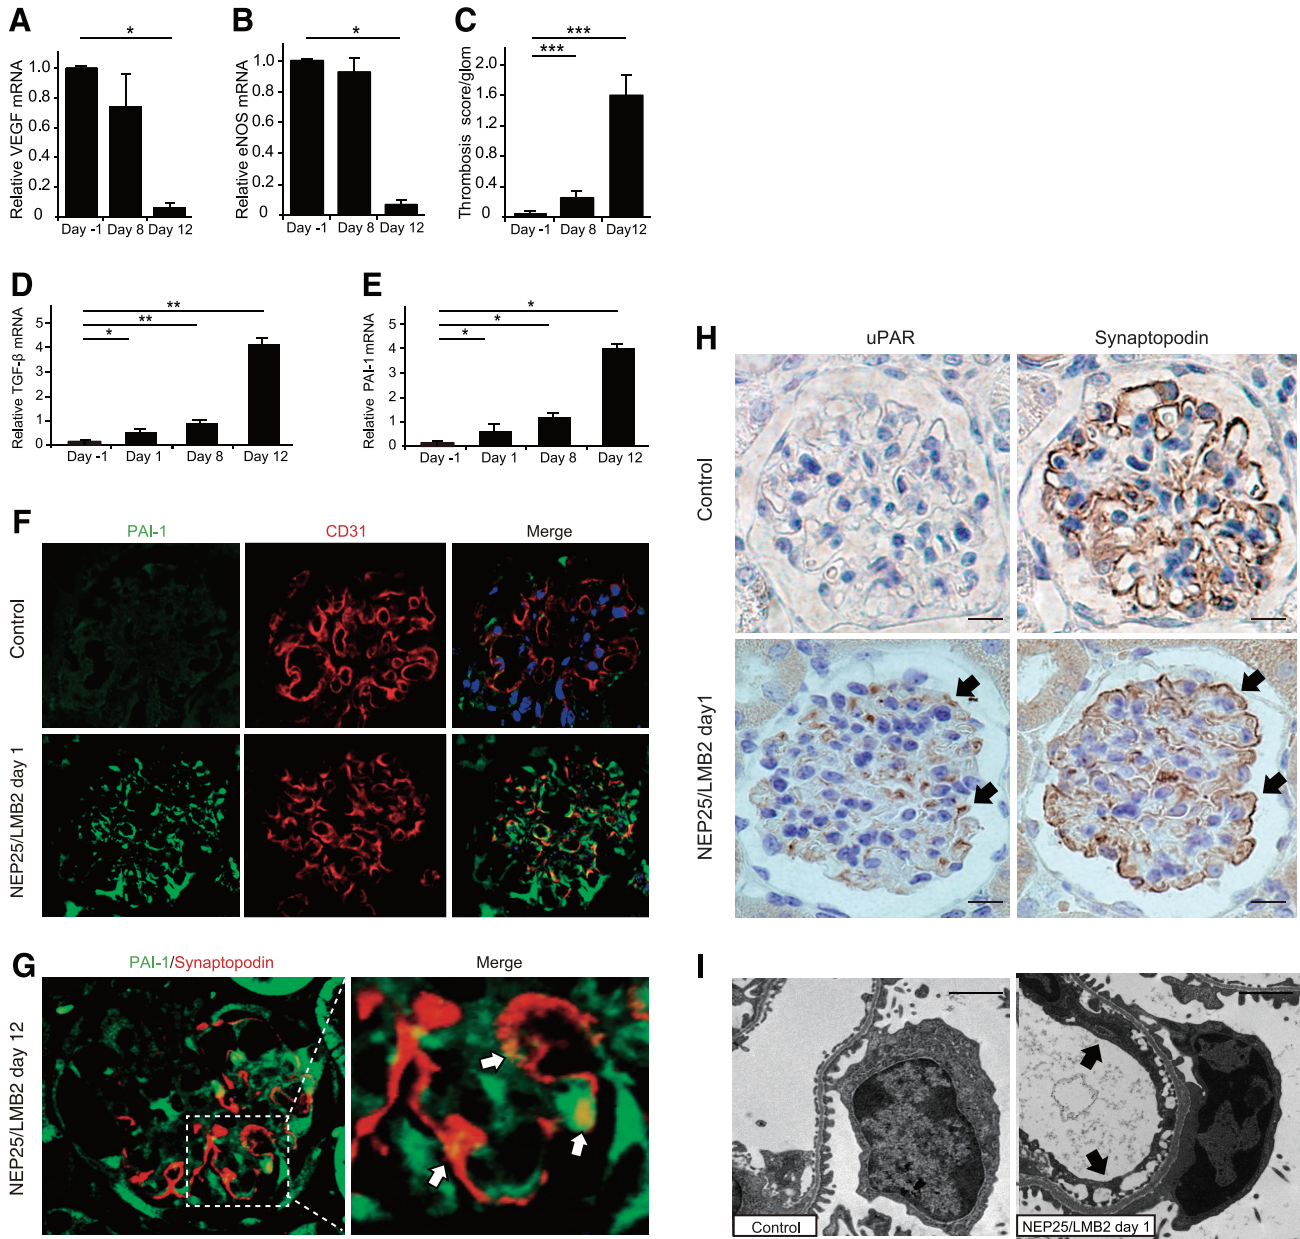 A
*
Relative VEGF mRNA
1.0
0.8
0.6
0.4
0.2
0
Day -1 Day 8 Day 12
B
*
Relative eNOS mRNA
1.0
0.8
0.6
0.4
0.2
0
Day -1 Day 8 Day 12
C
***
***
Thrombosis score/glom
2.0
1.6
1.2
0.8
0.4
0
Day -1 Day 8 Day12
D
**
**
*
Relative TGF-β mRNA
5
4
3
2
1
0
Day -1 Day 1 Day 8 Day 12
E
*
*
*
Relative PAI-1 mRNA
5
4
3
2
1
0
Day -1 Day 1 Day 8 Day 12
F
PAI-1 CD31 Merge
Control
NEP25/LMB2 day 1
G
PAI-1/Synaptopodin Merge
NEP25/LMB2 day 12
H
uPAR Synaptopodin
Control
NEP25/LMB2 day1
I
Control
NEP25/LMB2 day 1